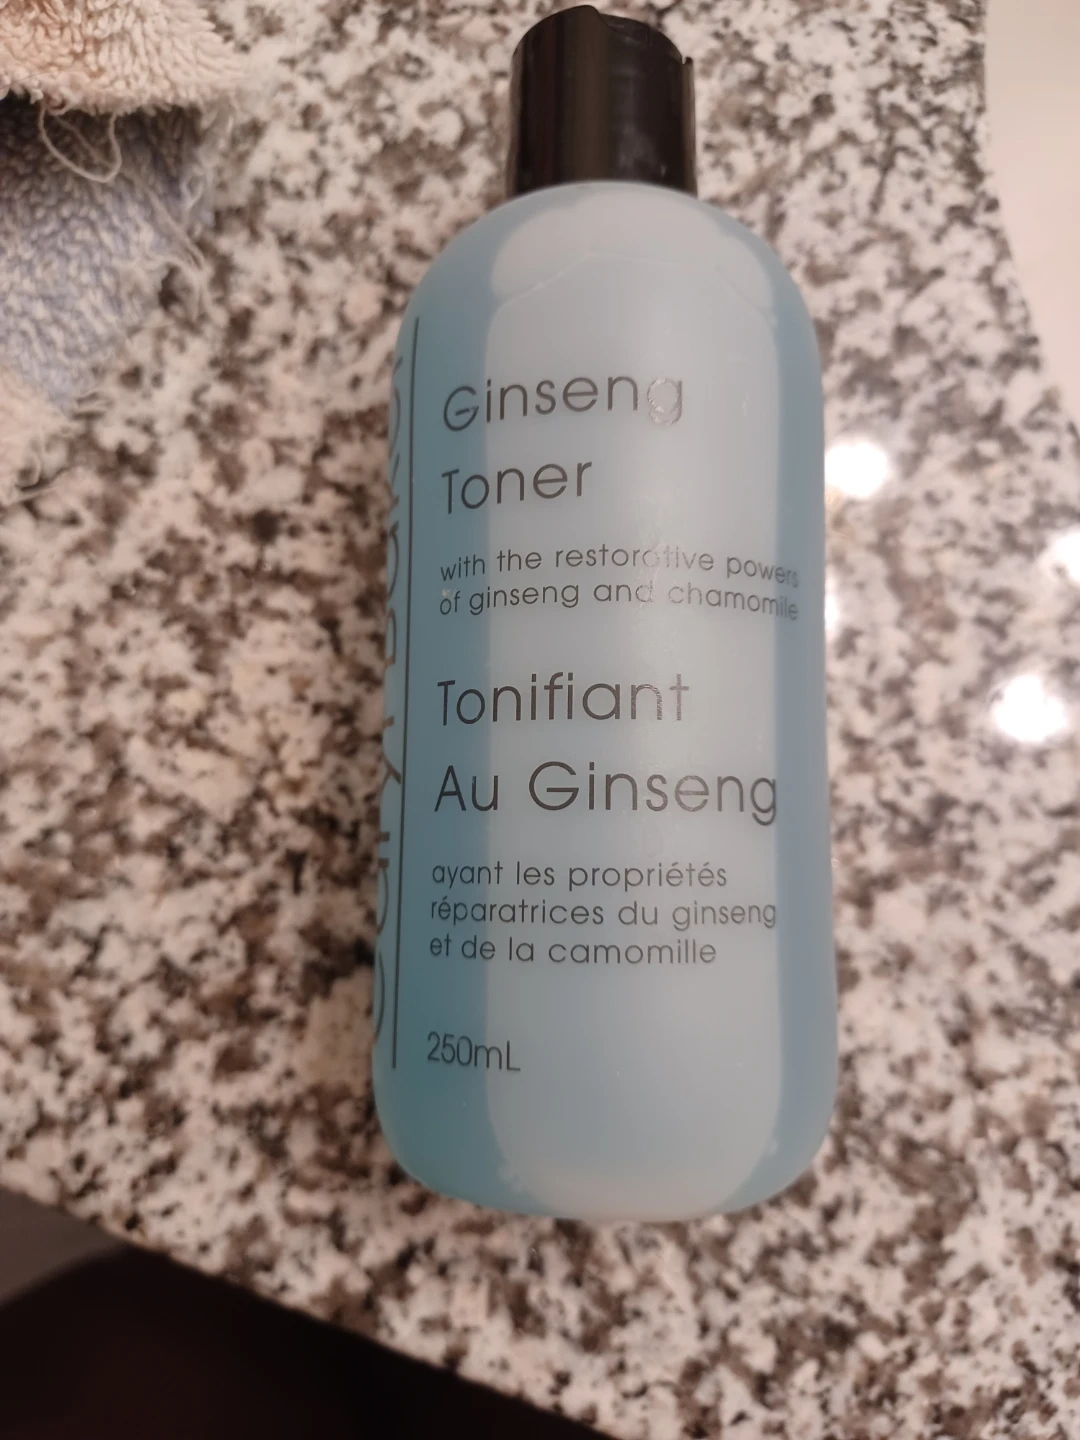 Ginseng
Toner
with the restorative powers
of ginseng and chamomile
Tonifiant
Au Ginseng
ayant les propriétés
réparatrices du ginseng
et de la camomille
250mL